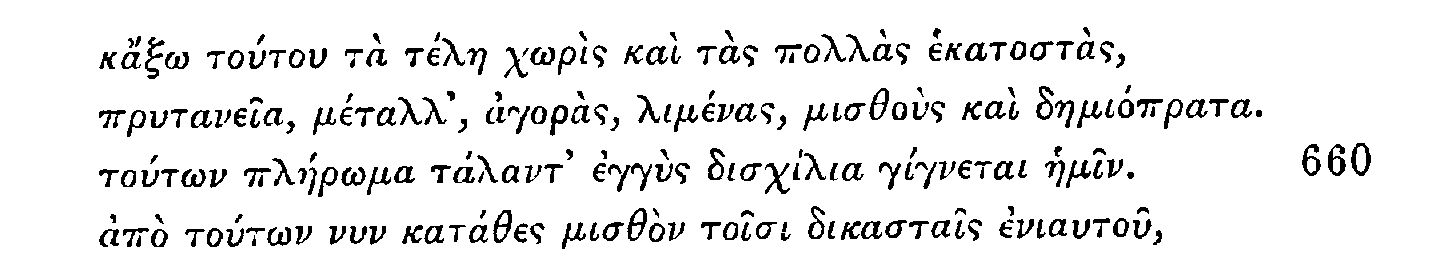 κἄξω τούτου τὰ τέλη χωρὶς καὶ τὰς πολλὰς ἑκατοστὰς,
πρυτανεῖα, μέταλλ’, ἀγορὰς, λιμένας, μισθοὺς καὶ δημιόπρατα.
τούτων πλήρωμα τάλαντ’ ἐγγὺς δισχίλια γίγνεται ἡμῖν. 660
ἀπὸ τούτων νυν κατάθες μισθὸν τοῖσι δικασταῖς ἐνιαυτοῦ,